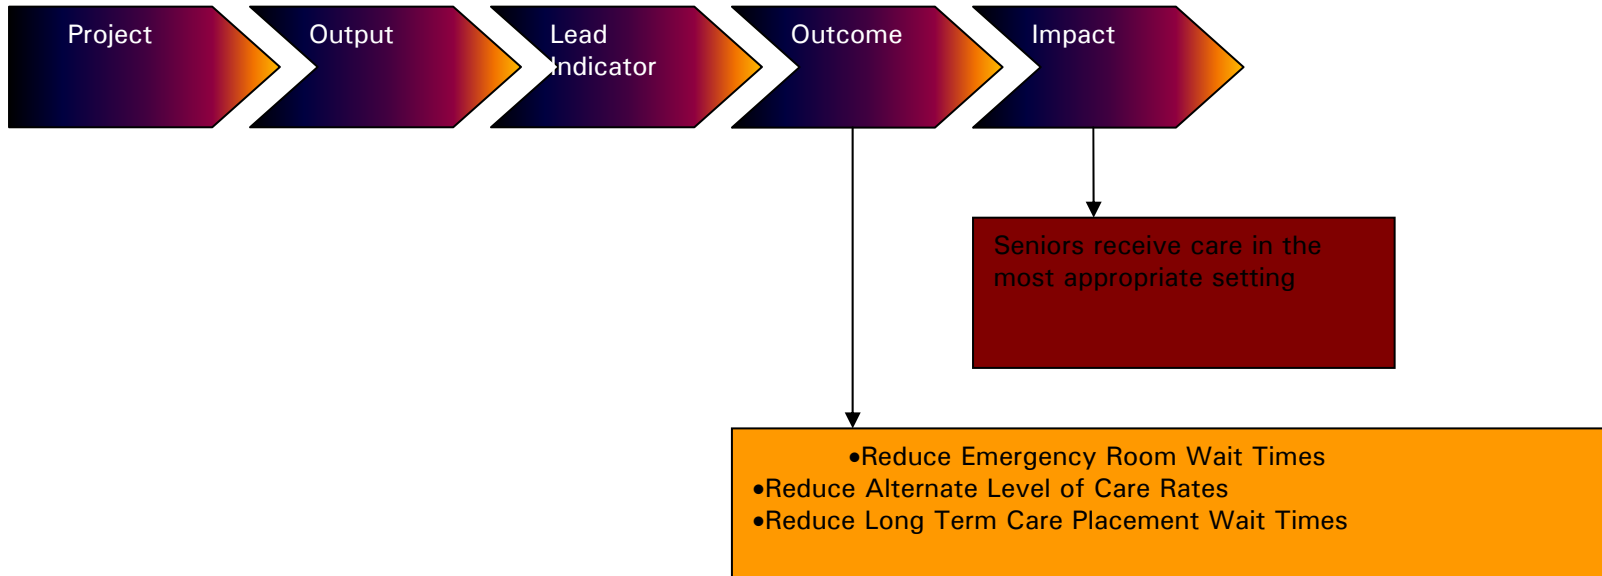 Project
Output
Lead
Indicator
Outcome
Impact
Seniors receive care in the
most appropriate setting
•Reduce Emergency Room Wait Times
•Reduce Alternate Level of Care Rates
•Reduce Long Term Care Placement Wait Times